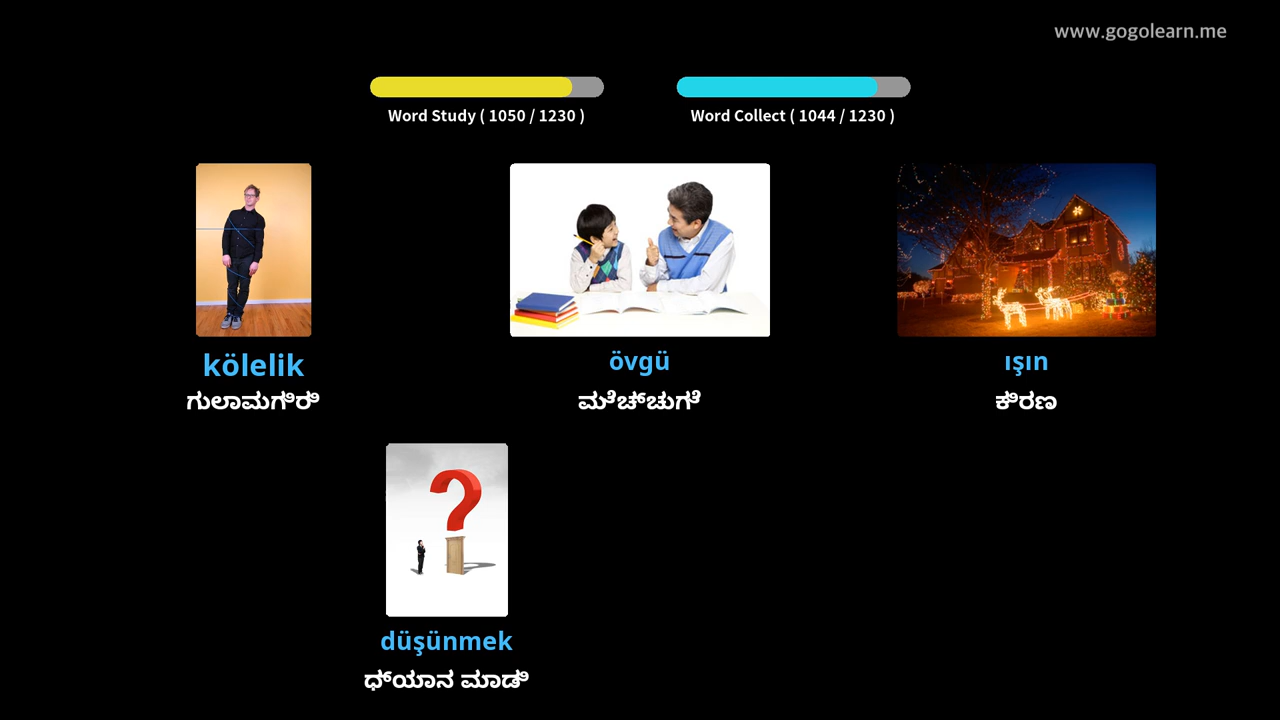 www.gogolearn.me
Word Study ( 1050 / 1230 )
Word Collect ( 1044 / 1230 )
kölelik
ಗುಲಾಮಗಿರಿ
övgü
ಮೆಚ್ಚುಗೆ
ışın
ಕಿರಣ
düşünmek
ಧ್ಯಾನ ಮಾಡಿ